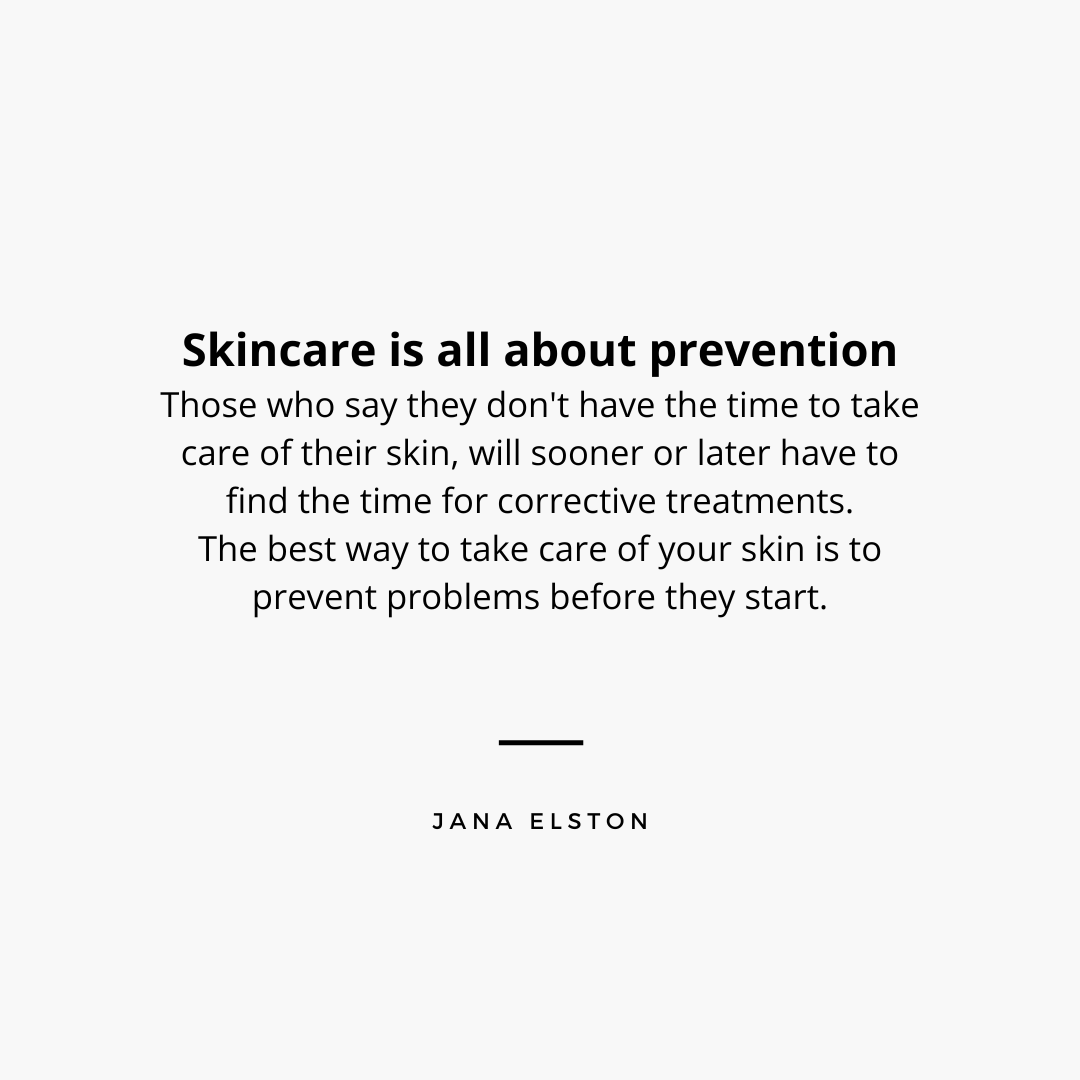 Skincare is all about prevention
Those who say they don't have the time to take
care of their skin, will sooner or later have to
find the time for corrective treatments.
The best way to take care of your skin is to
prevent problems before they start.
JANA ELSTON